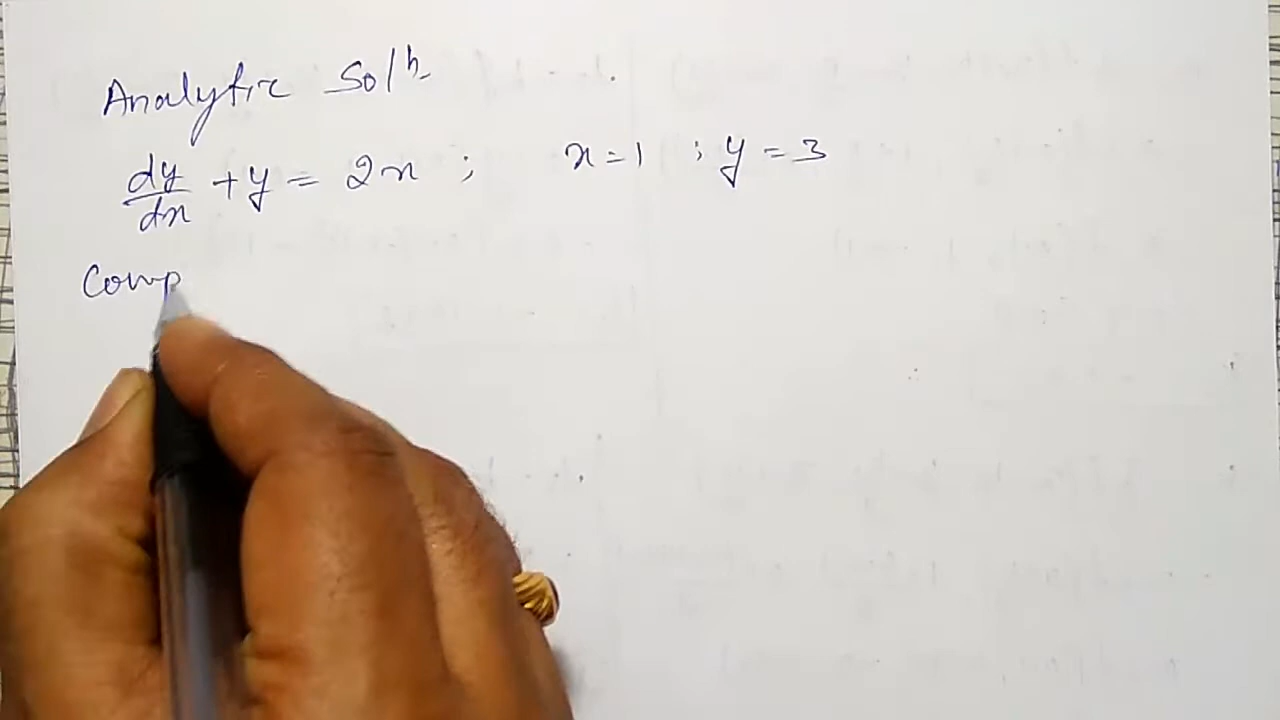 Analytic Soln
dy/dx + y = 2x ; x = 1 ; y = 3
Comp